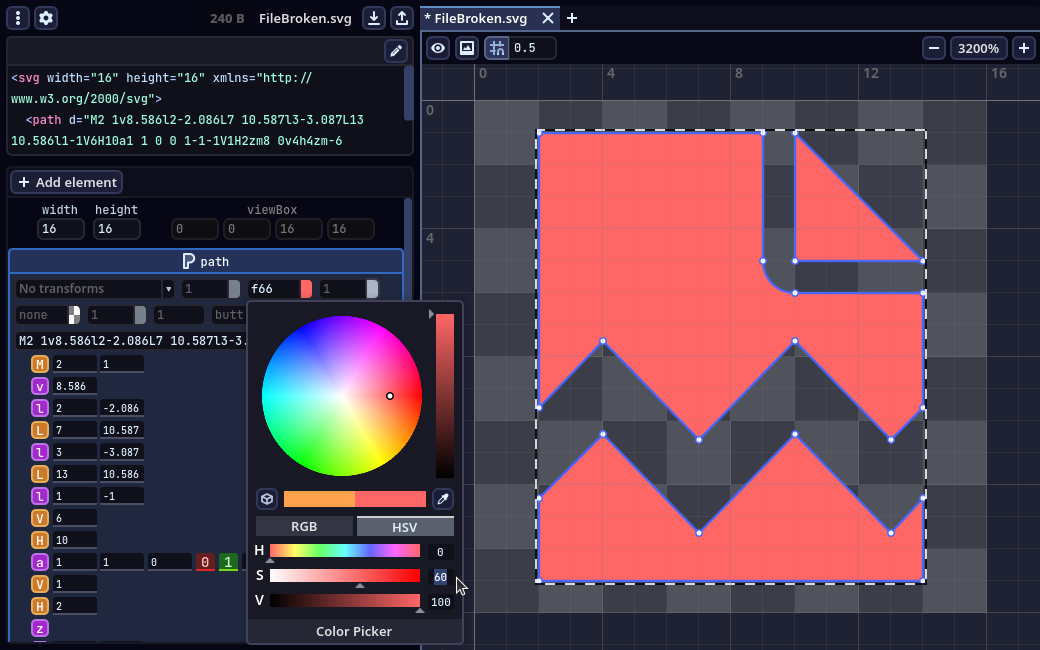 240 B FileBroken.svg
* FileBroken.svg
0.5
3200%
<svg width="16" height="16" xmlns="http://
www.w3.org/2000/svg">
<path d="M2 1v8.586l2-2.086L7 10.587l3-3.087L13
10.586l1-1V6H10a1 1 0 0 1-1-1V1H2zm8 0v4h4zm-6
Add element
width height viewBox
16 16 0 0 16 16
path
No transforms 1 f66 1
none 1 1 butt
M2 1v8.586l2-2.086L7 10.587l3-3.
M 2 1
v 8.586
l 2 -2.086
L 7 10.587
l 3 -3.087
L 13 10.586
l 1 -1
V 6
H 10
a 1 1 0 0 1
V 1
H 2
z
RGB HSV
H 0
S 60
V 100
Color Picker
0 4 8 12 16
0
4